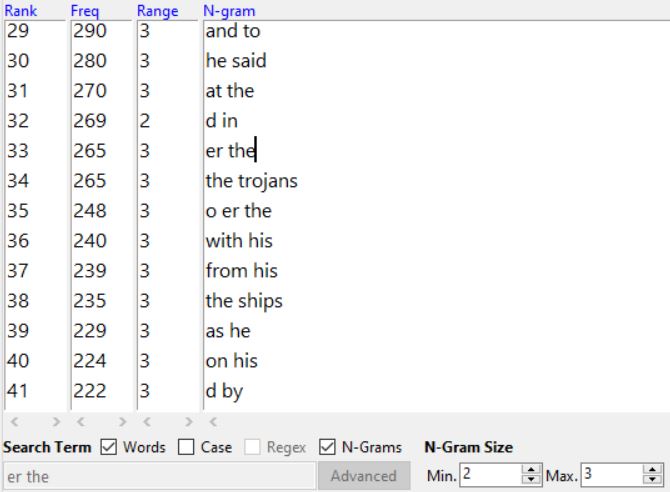 Rank Freq Range N-gram
29 290 3 and to
30 280 3 he said
31 270 3 at the
32 269 2 d in
33 265 3 er the
34 265 3 the trojans
35 248 3 o er the
36 240 3 with his
37 239 3 from his
38 235 3 the ships
39 229 3 as he
40 224 3 on his
41 222 3 d by
Search Term Words Case Regex N-Grams N-Gram Size
er the Advanced Min. 2 Max. 3